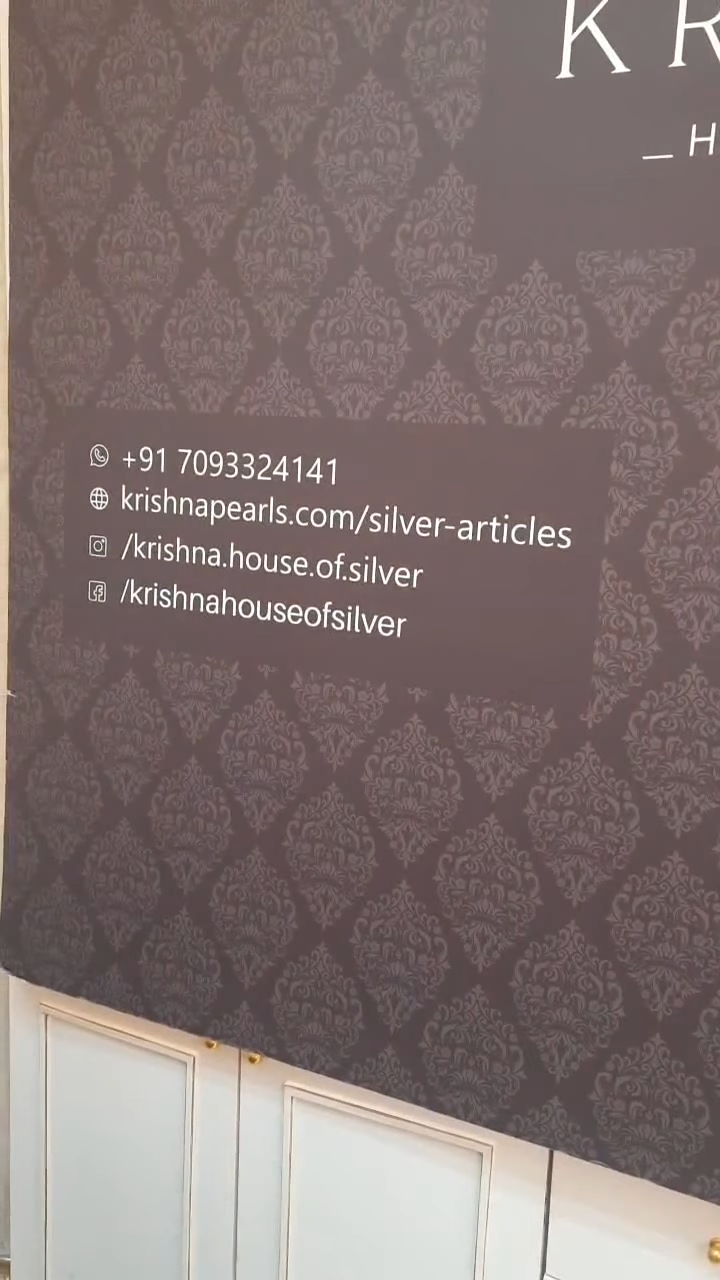 K R
_ H
+91 7093324141
krishnapearls.com/silver-articles
/krishna.house.of.silver
/krishnahouseofsilver